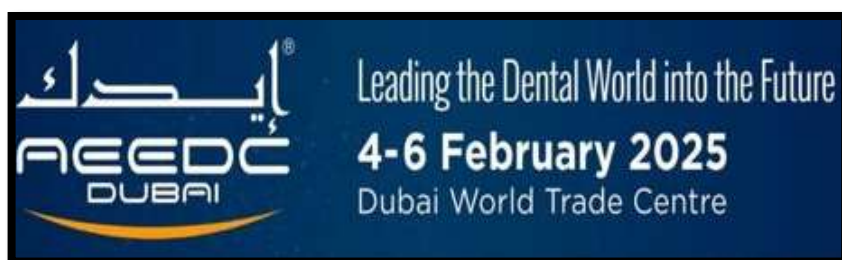 إيدك®
AEEDC
DUBAI
Leading the Dental World into the Future
4-6 February 2025
Dubai World Trade Centre